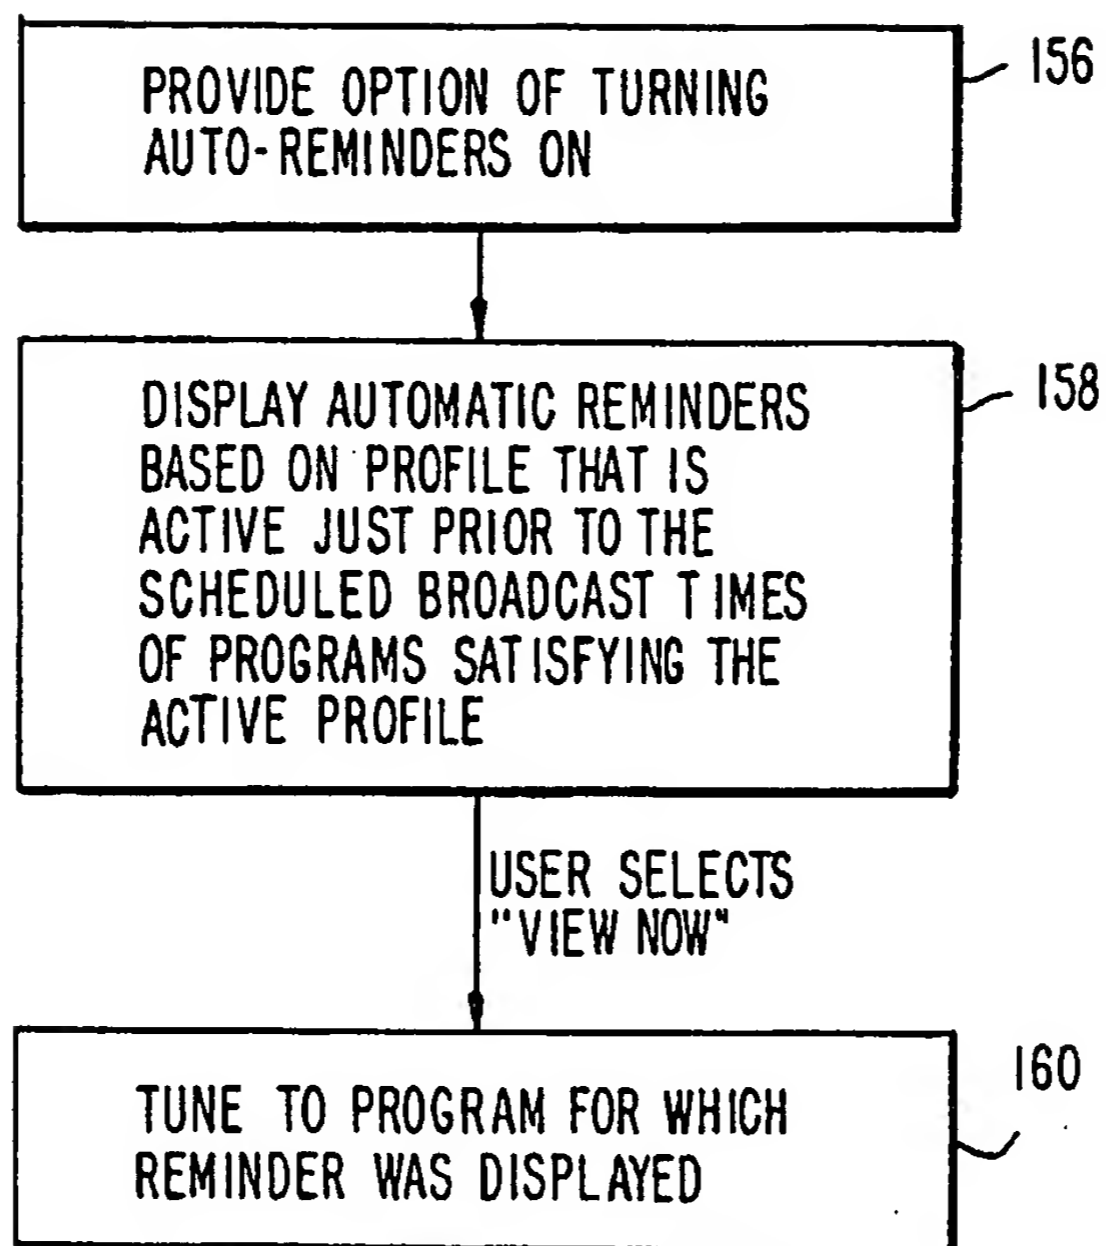 PROVIDE OPTION OF TURNING
AUTO-REMINDERS ON
156
DISPLAY AUTOMATIC REMINDERS
BASED ON PROFILE THAT IS
ACTIVE JUST PRIOR TO THE
SCHEDULED BROADCAST TIMES
OF PROGRAMS SATISFYING THE
ACTIVE PROFILE
158
USER SELECTS
"VIEW NOW"
TUNE TO PROGRAM FOR WHICH
REMINDER WAS DISPLAYED
160